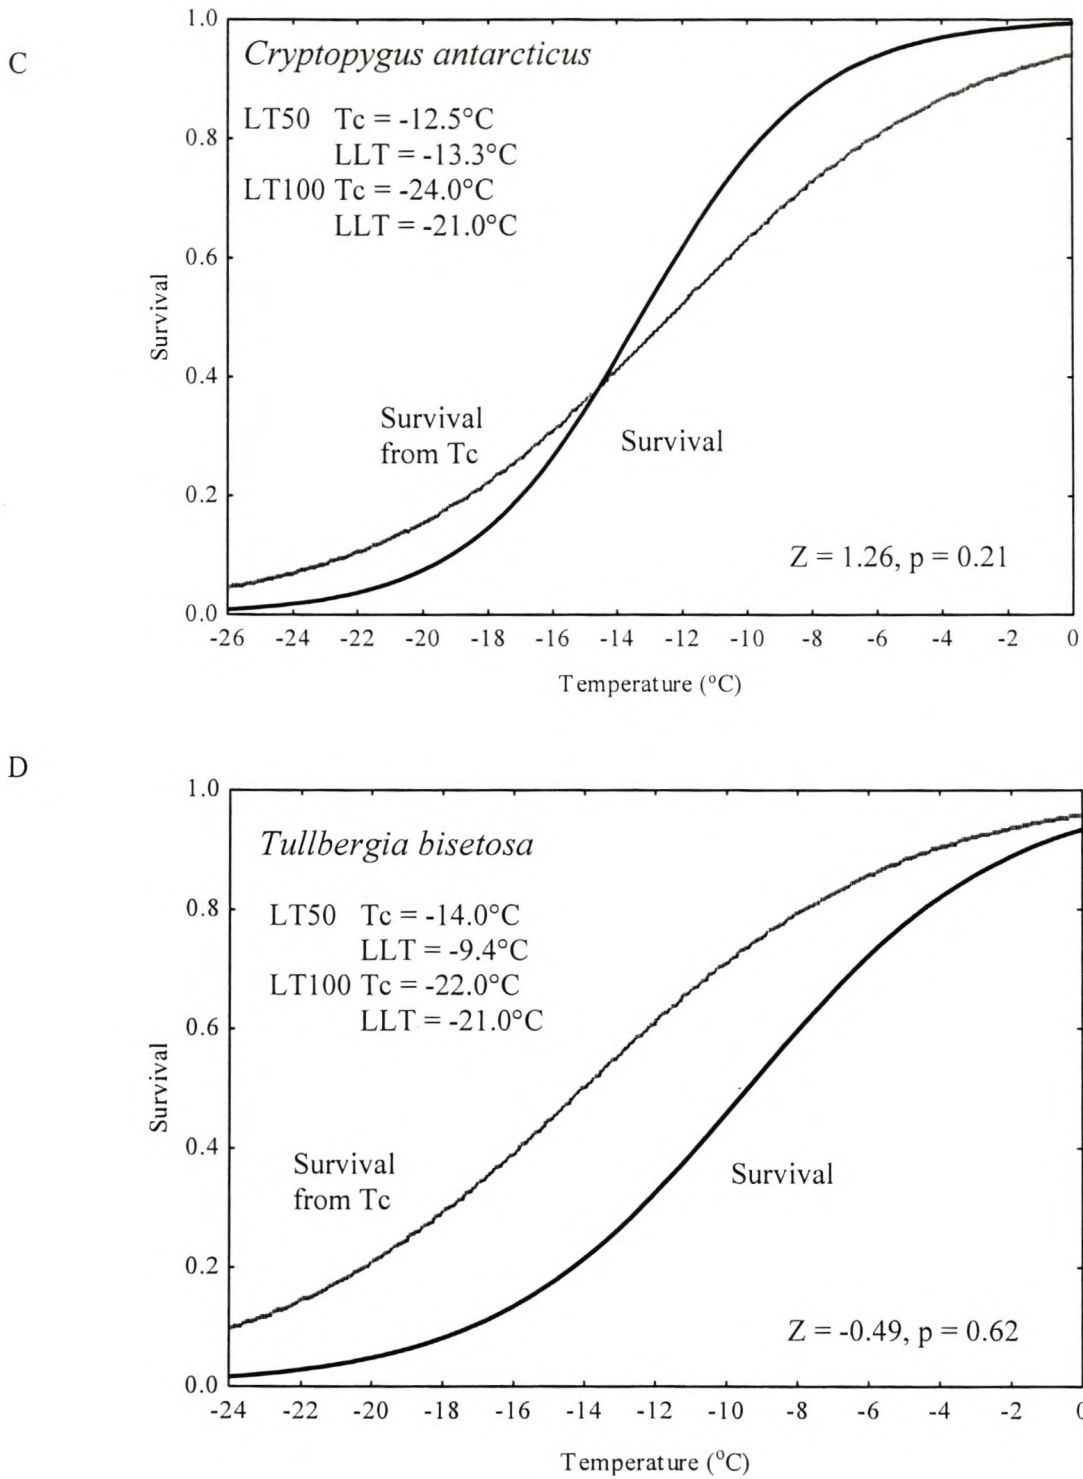 C
Cryptopygus antarcticus
LT50 Tc = -12.5°C
LLT = -13.3°C
LT100 Tc = -24.0°C
LLT = -21.0°C
1.0
0.8
0.6
0.4
0.2
0.0
Survival
Survival
from Tc
Survival
Z = 1.26, p = 0.21
-26 -24 -22 -20 -18 -16 -14 -12 -10 -8 -6 -4 -2 0
Temperature (°C)
D
Tullbergia bisetosa
LT50 Tc = -14.0°C
LLT = -9.4°C
LT100 Tc = -22.0°C
LLT = -21.0°C
1.0
0.8
0.6
0.4
0.2
0.0
Survival
Survival
from Tc
Survival
Z = -0.49, p = 0.62
-24 -22 -20 -18 -16 -14 -12 -10 -8 -6 -4 -2 0
Temperature (°C)